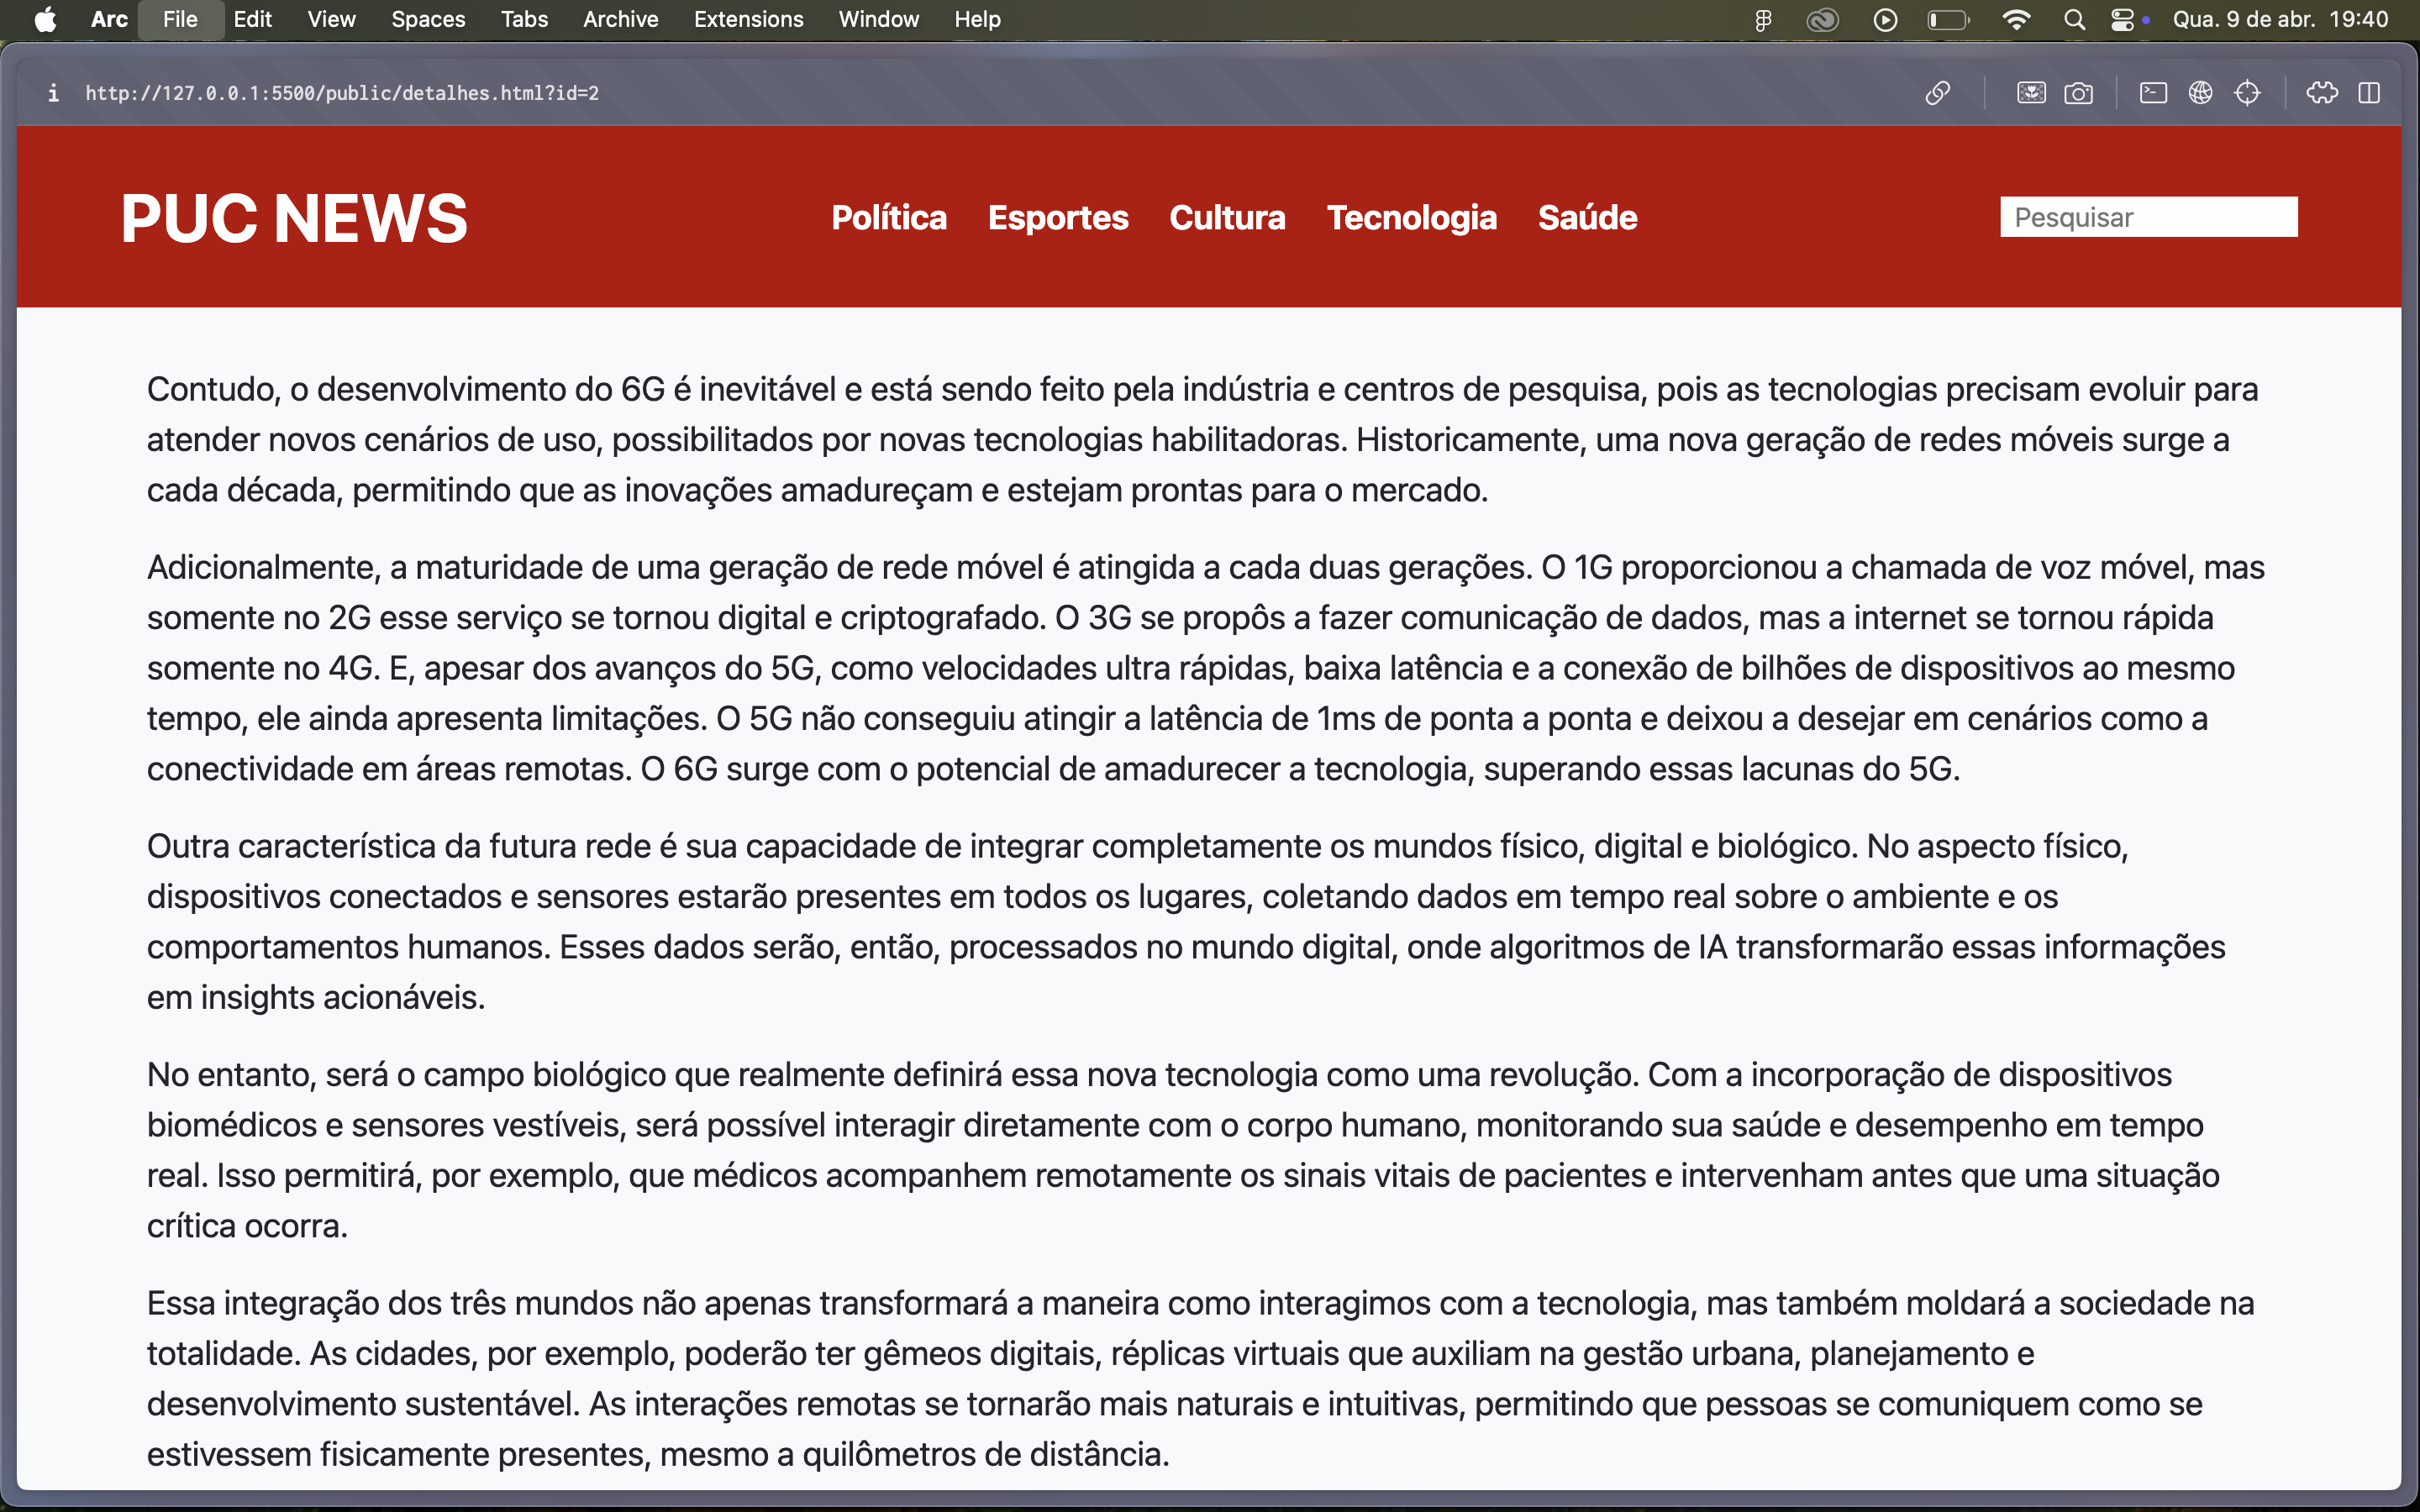 Arc File Edit View Spaces Tabs Archive Extensions Window Help Qua. 9 de abr. 19:40
http://127.0.0.1:5500/public/detalhes.html?id=2
PUC NEWS Política Esportes Cultura Tecnologia Saúde Pesquisar
Contudo, o desenvolvimento do 6G é inevitável e está sendo feito pela indústria e centros de pesquisa, pois as tecnologias precisam evoluir para
atender novos cenários de uso, possibilitados por novas tecnologias habilitadoras. Historicamente, uma nova geração de redes móveis surge a
cada década, permitindo que as inovações amadureçam e estejam prontas para o mercado.
Adicionalmente, a maturidade de uma geração de rede móvel é atingida a cada duas gerações. O 1G proporcionou a chamada de voz móvel, mas
somente no 2G esse serviço se tornou digital e criptografado. O 3G se propôs a fazer comunicação de dados, mas a internet se tornou rápida
somente no 4G. E, apesar dos avanços do 5G, como velocidades ultra rápidas, baixa latência e a conexão de bilhões de dispositivos ao mesmo
tempo, ele ainda apresenta limitações. O 5G não conseguiu atingir a latência de 1ms de ponta a ponta e deixou a desejar em cenários como a
conectividade em áreas remotas. O 6G surge com o potencial de amadurecer a tecnologia, superando essas lacunas do 5G.
Outra característica da futura rede é sua capacidade de integrar completamente os mundos físico, digital e biológico. No aspecto físico,
dispositivos conectados e sensores estarão presentes em todos os lugares, coletando dados em tempo real sobre o ambiente e os
comportamentos humanos. Esses dados serão, então, processados no mundo digital, onde algoritmos de IA transformarão essas informações
em insights acionáveis.
No entanto, será o campo biológico que realmente definirá essa nova tecnologia como uma revolução. Com a incorporação de dispositivos
biomédicos e sensores vestíveis, será possível interagir diretamente com o corpo humano, monitorando sua saúde e desempenho em tempo
real. Isso permitirá, por exemplo, que médicos acompanhem remotamente os sinais vitais de pacientes e intervenham antes que uma situação
crítica ocorra.
Essa integração dos três mundos não apenas transformará a maneira como interagimos com a tecnologia, mas também moldará a sociedade na
totalidade. As cidades, por exemplo, poderão ter gêmeos digitais, réplicas virtuais que auxiliam na gestão urbana, planejamento e
desenvolvimento sustentável. As interações remotas se tornarão mais naturais e intuitivas, permitindo que pessoas se comuniquem como se
estivessem fisicamente presentes, mesmo a quilômetros de distância.